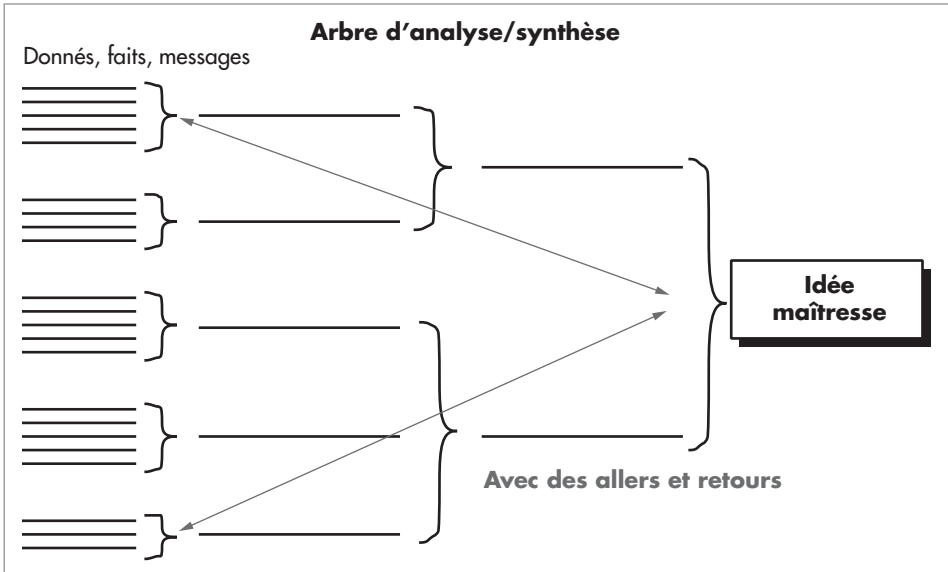 Arbre d’analyse/synthèse
Donnés, faits, messages
Idée
maîtresse
Avec des allers et retours